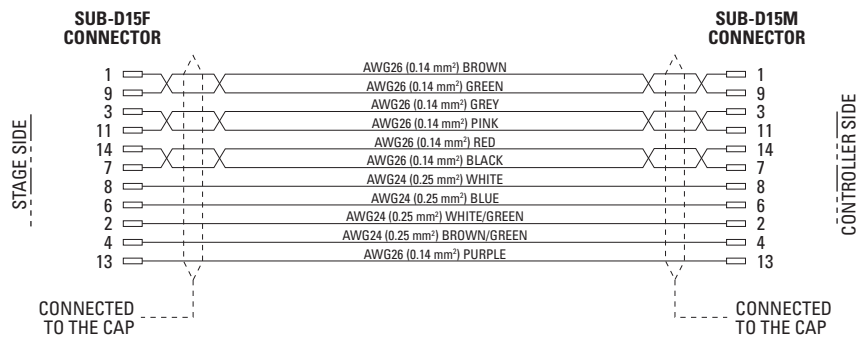 SUB-D15F
CONNECTOR
SUB-D15M
CONNECTOR
STAGE SIDE
CONTROLLER SIDE
1 AWG26 (0.14 mm²) BROWN 1
9 AWG26 (0.14 mm²) GREEN 9
3 AWG26 (0.14 mm²) GREY 3
11 AWG26 (0.14 mm²) PINK 11
14 AWG26 (0.14 mm²) RED 14
7 AWG26 (0.14 mm²) BLACK 7
8 AWG24 (0.25 mm²) WHITE 8
6 AWG24 (0.25 mm²) BLUE 6
2 AWG24 (0.25 mm²) WHITE/GREEN 2
4 AWG24 (0.25 mm²) BROWN/GREEN 4
13 AWG26 (0.14 mm²) PURPLE 13
CONNECTED
TO THE CAP
CONNECTED
TO THE CAP